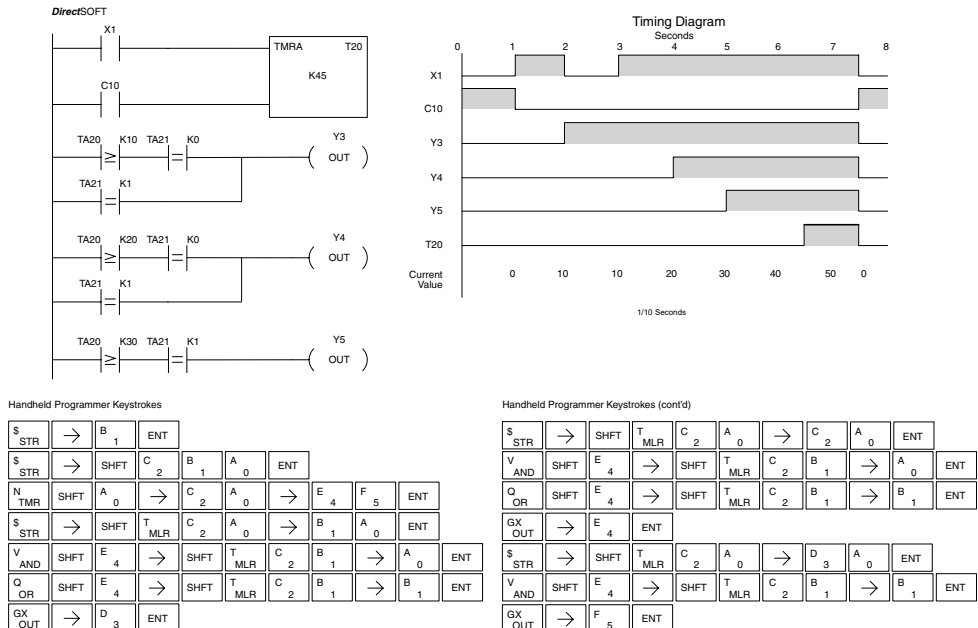 DirectSOFT
X1
TMRA T20
K45
C10
TA20 K10 TA21 K0 Y3
≥ = OUT
TA21 K1
=
TA20 K20 TA21 K0 Y4
≥ = OUT
TA21 K1
=
TA20 K30 TA21 K1 Y5
≥ = OUT
Timing Diagram
Seconds
0 1 2 3 4 5 6 7 8
X1
C10
Y3
Y4
Y5
T20
Current Value 0 10 10 20 30 40 50 0
1/10 Seconds
Handheld Programmer Keystrokes
$ STR → B 1 ENT
$ STR → SHFT C 2 B 1 A 0 ENT
N TMR SHFT A 0 → C 2 A 0 → E 4 F 5 ENT
$ STR → SHFT T MLR C 2 A 0 → B 1 A 0 ENT
V AND SHFT E 4 → SHFT T MLR C 2 B 1 → A 0 ENT
Q OR SHFT E 4 → SHFT T MLR C 2 B 1 → B 1 ENT
GX OUT → D 3 ENT
Handheld Programmer Keystrokes (cont'd)
$ STR → SHFT T MLR C 2 A 0 → C 2 A 0 ENT
V AND SHFT E 4 → SHFT T MLR C 2 B 1 → A 0 ENT
Q OR SHFT E 4 → SHFT T MLR C 2 B 1 → B 1 ENT
GX OUT → E 4 ENT
$ STR → SHFT T MLR C 2 A 0 → D 3 A 0 ENT
V AND SHFT E 4 → SHFT T MLR C 2 B 1 → B 1 ENT
GX OUT → F 5 ENT